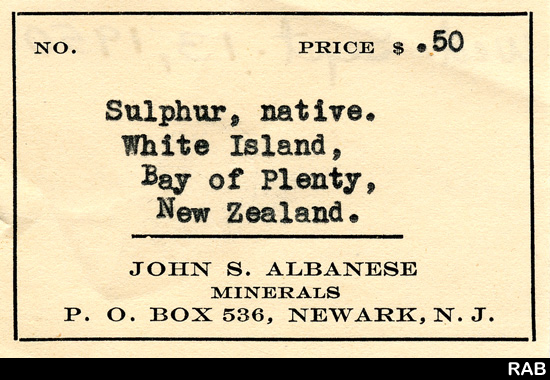 NO. PRICE $ .50
Sulphur, native.
White Island,
Bay of Plenty,
New Zealand.
JOHN S. ALBANESE
MINERALS
P. O. BOX 536, NEWARK, N. J.
RAB